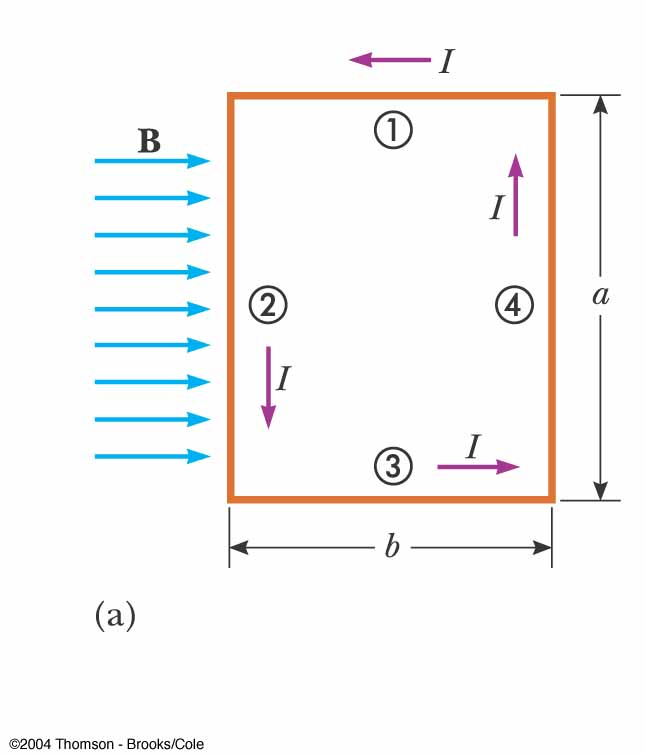 I
①
B
I
②
④
a
I
I
③
b
(a)
©2004 Thomson - Brooks/Cole